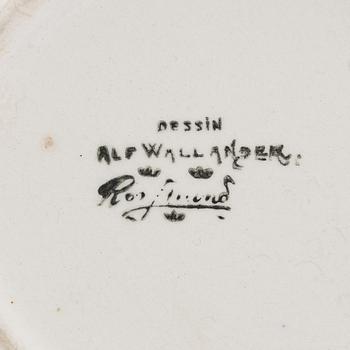 DESSIN
ALF WALLANDER.
Rörstrand